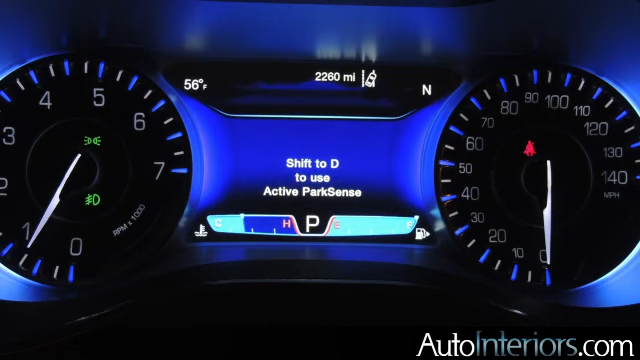 56°F
2260 mi
N
Shift to D
to use
Active ParkSense
C H P E F
0 1 2 3 4 5 6 7
RPM x 1000
0 10 20 30 40 50 60 70 80 90 100 110 120 130 140
MPH
AutoInteriors.com